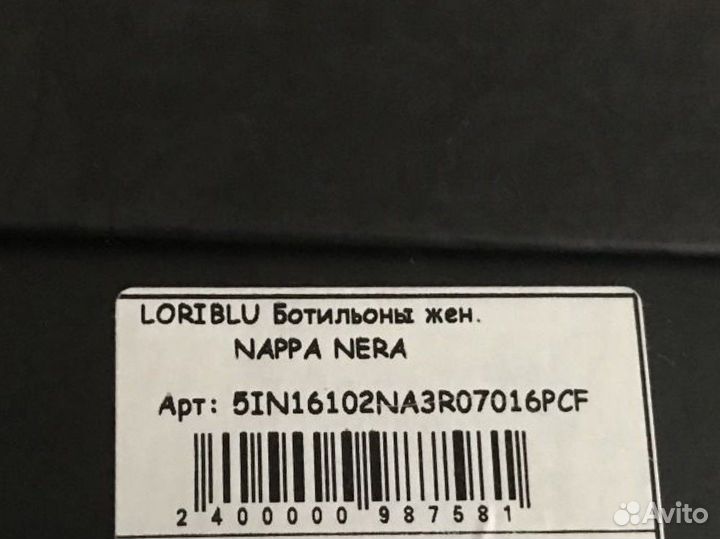 LORIBLU Ботильоны жен.
NAPPA NERA
Арт: 5IN16102NA3R07016PCF
2 400000 987581
Avito